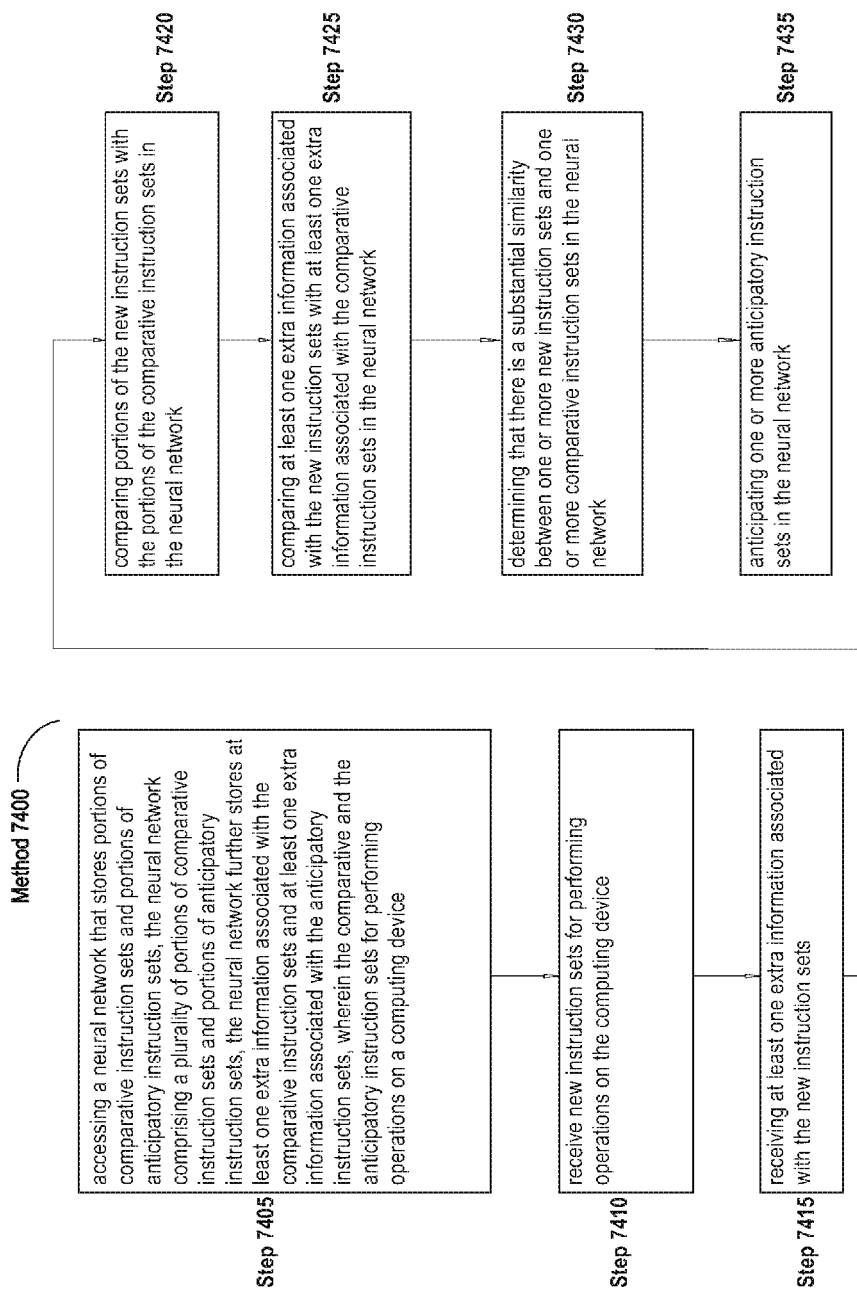 Method 7400
accessing a neural network that stores portions of
comparative instruction sets and portions of
anticipatory instruction sets, the neural network
comprising a plurality of portions of comparative
instruction sets and portions of anticipatory
instruction sets, the neural network further stores at
least one extra information associated with the
comparative instruction sets and at least one extra
information associated with the anticipatory
instruction sets, wherein the comparative and the
anticipatory instruction sets for performing
operations on a computing device
Step 7405
receive new instruction sets for performing
operations on the computing device
Step 7410
receiving at least one extra information associated
with the new instruction sets
Step 7415
comparing portions of the new instruction sets with
the portions of the comparative instruction sets in
the neural network
Step 7420
comparing at least one extra information associated
with the new instruction sets with at least one extra
information associated with the comparative
instruction sets in the neural network
Step 7425
determining that there is a substantial similarity
between one or more new instruction sets and one
or more comparative instruction sets in the neural
network
Step 7430
anticipating one or more anticipatory instruction
sets in the neural network
Step 7435